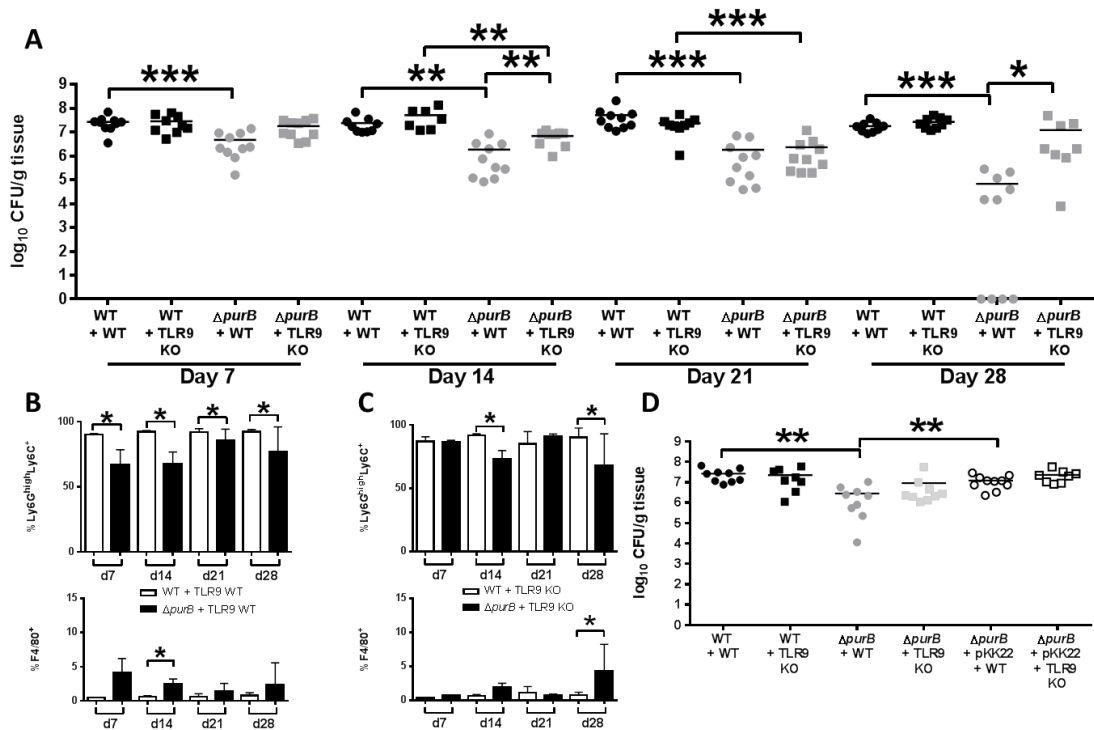 A
*** ** ** ** *** *** *** *
log10 CFU/g tissue
9
8
7
6
5
4
3
2
1
0
WT + WT
WT + TLR9 KO
ΔpurB + WT
ΔpurB + TLR9 KO
WT + WT
WT + TLR9 KO
ΔpurB + WT
ΔpurB + TLR9 KO
WT + WT
WT + TLR9 KO
ΔpurB + WT
ΔpurB + TLR9 KO
WT + WT
WT + TLR9 KO
ΔpurB + WT
ΔpurB + TLR9 KO
Day 7 Day 14 Day 21 Day 28
B
% Ly6GhighLy6C+
100
50
0
* * * *
d7 d14 d21 d28
WT + TLR9 WT
ΔpurB + TLR9 WT
% F4/80+
15
10
5
0
*
d7 d14 d21 d28
C
% Ly6GhighLy6C+
100
50
0
* *
d7 d14 d21 d28
WT + TLR9 KO
ΔpurB + TLR9 KO
% F4/80+
15
10
5
0
*
d7 d14 d21 d28
D
** **
log10 CFU/g tissue
9
8
7
6
5
4
3
2
1
0
WT + WT
WT + TLR9 KO
ΔpurB + WT
ΔpurB + TLR9 KO
ΔpurB + pKK22 + WT
ΔpurB + pKK22 + TLR9 KO